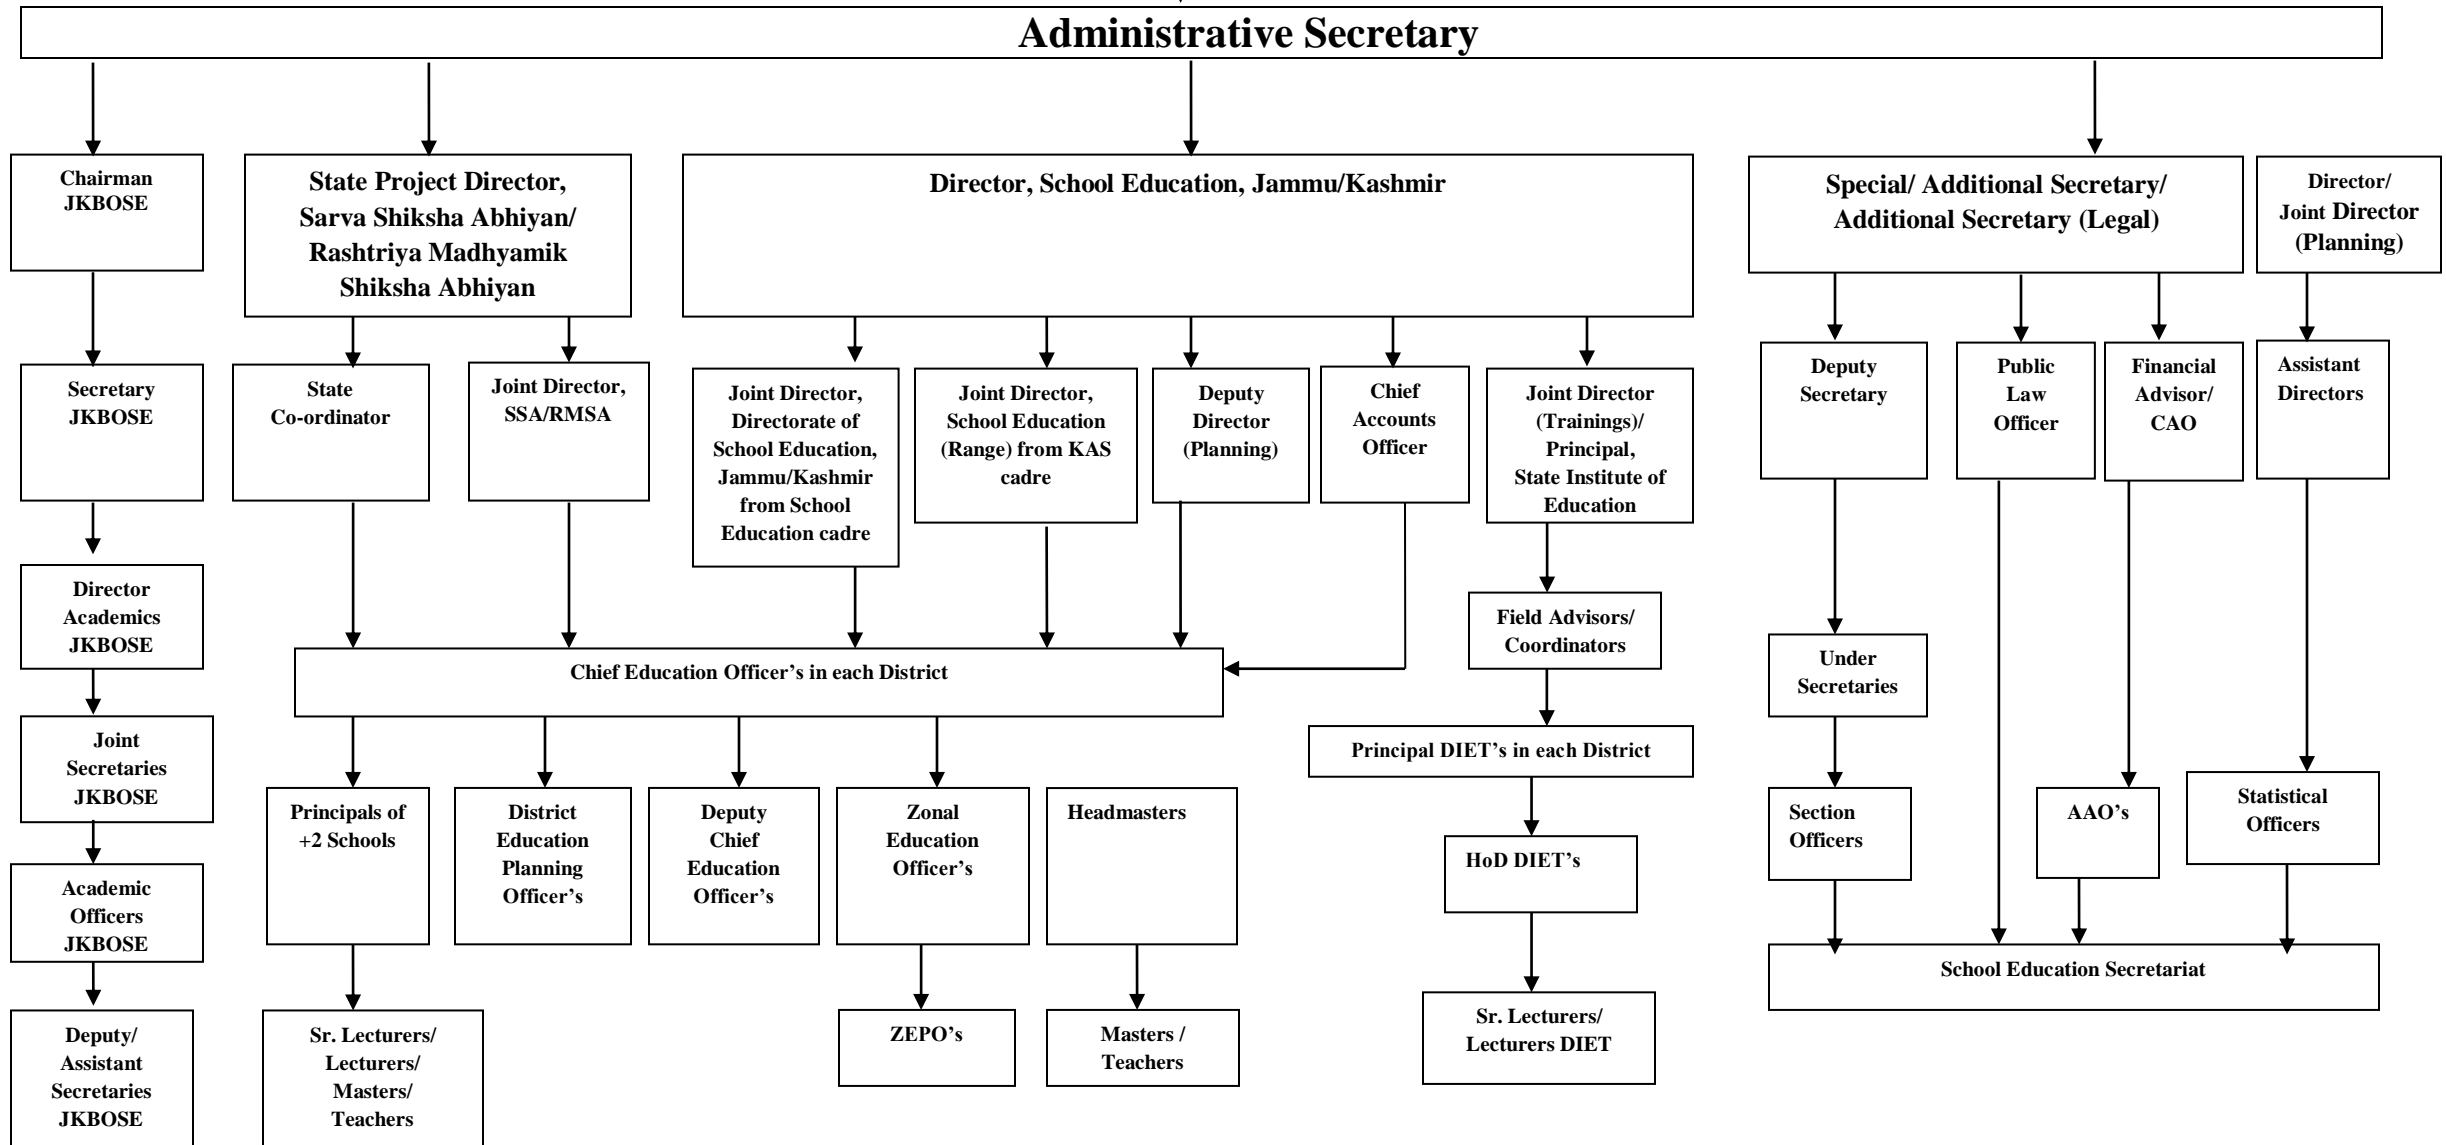 Administrative Secretary
Chairman
JKBOSE
State Project Director,
Sarva Shiksha Abhiyan/
Rashtriya Madhyamik
Shiksha Abhiyan
Director, School Education, Jammu/Kashmir
Special/ Additional Secretary/
Additional Secretary (Legal)
Director/
Joint Director
(Planning)
Secretary
JKBOSE
State
Co-ordinator
Joint Director,
SSA/RMSA
Joint Director,
Directorate of
School Education,
Jammu/Kashmir
from School
Education cadre
Joint Director,
School Education
(Range) from KAS
cadre
Deputy
Director
(Planning)
Chief
Accounts
Officer
Joint Director
(Trainings)/
Principal,
State Institute of
Education
Deputy
Secretary
Public
Law
Officer
Financial
Advisor/
CAO
Assistant
Directors
Director
Academics
JKBOSE
Field Advisors/
Coordinators
Under
Secretaries
Chief Education Officer's in each District
Joint
Secretaries
JKBOSE
Principal DIET's in each District
Principals of
+2 Schools
District
Education
Planning
Officer's
Deputy
Chief
Education
Officer's
Zonal
Education
Officer's
Headmasters
HoD DIET's
Section
Officers
AAO's
Statistical
Officers
Academic
Officers
JKBOSE
School Education Secretariat
Deputy/
Assistant
Secretaries
JKBOSE
Sr. Lecturers/
Lecturers/
Masters/
Teachers
ZEPO's
Masters /
Teachers
Sr. Lecturers/
Lecturers DIET